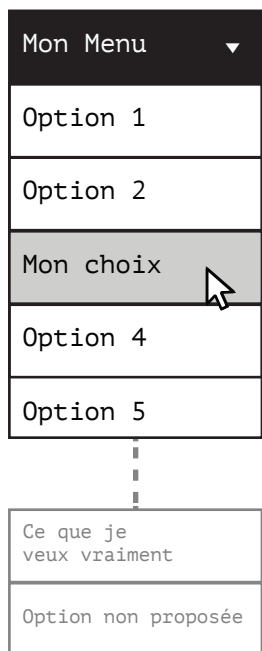 Mon Menu
Option 1
Option 2
Mon choix
Option 4
Option 5
Ce que je
veux vraiment
Option non proposée